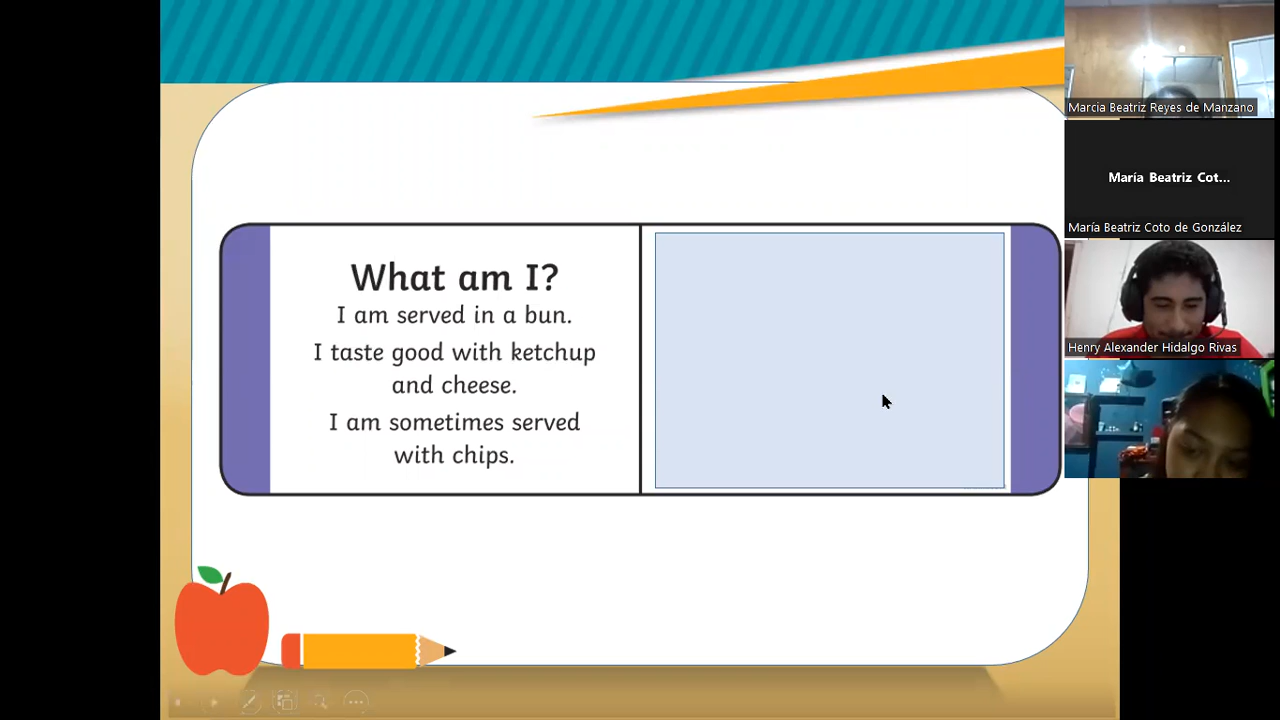 What am I?
I am served in a bun.
I taste good with ketchup
and cheese.
I am sometimes served
with chips.
Marcia Beatriz Reyes de Manzano
María Beatriz Cot...
María Beatriz Coto de González
Henry Alexander Hidalgo Rivas